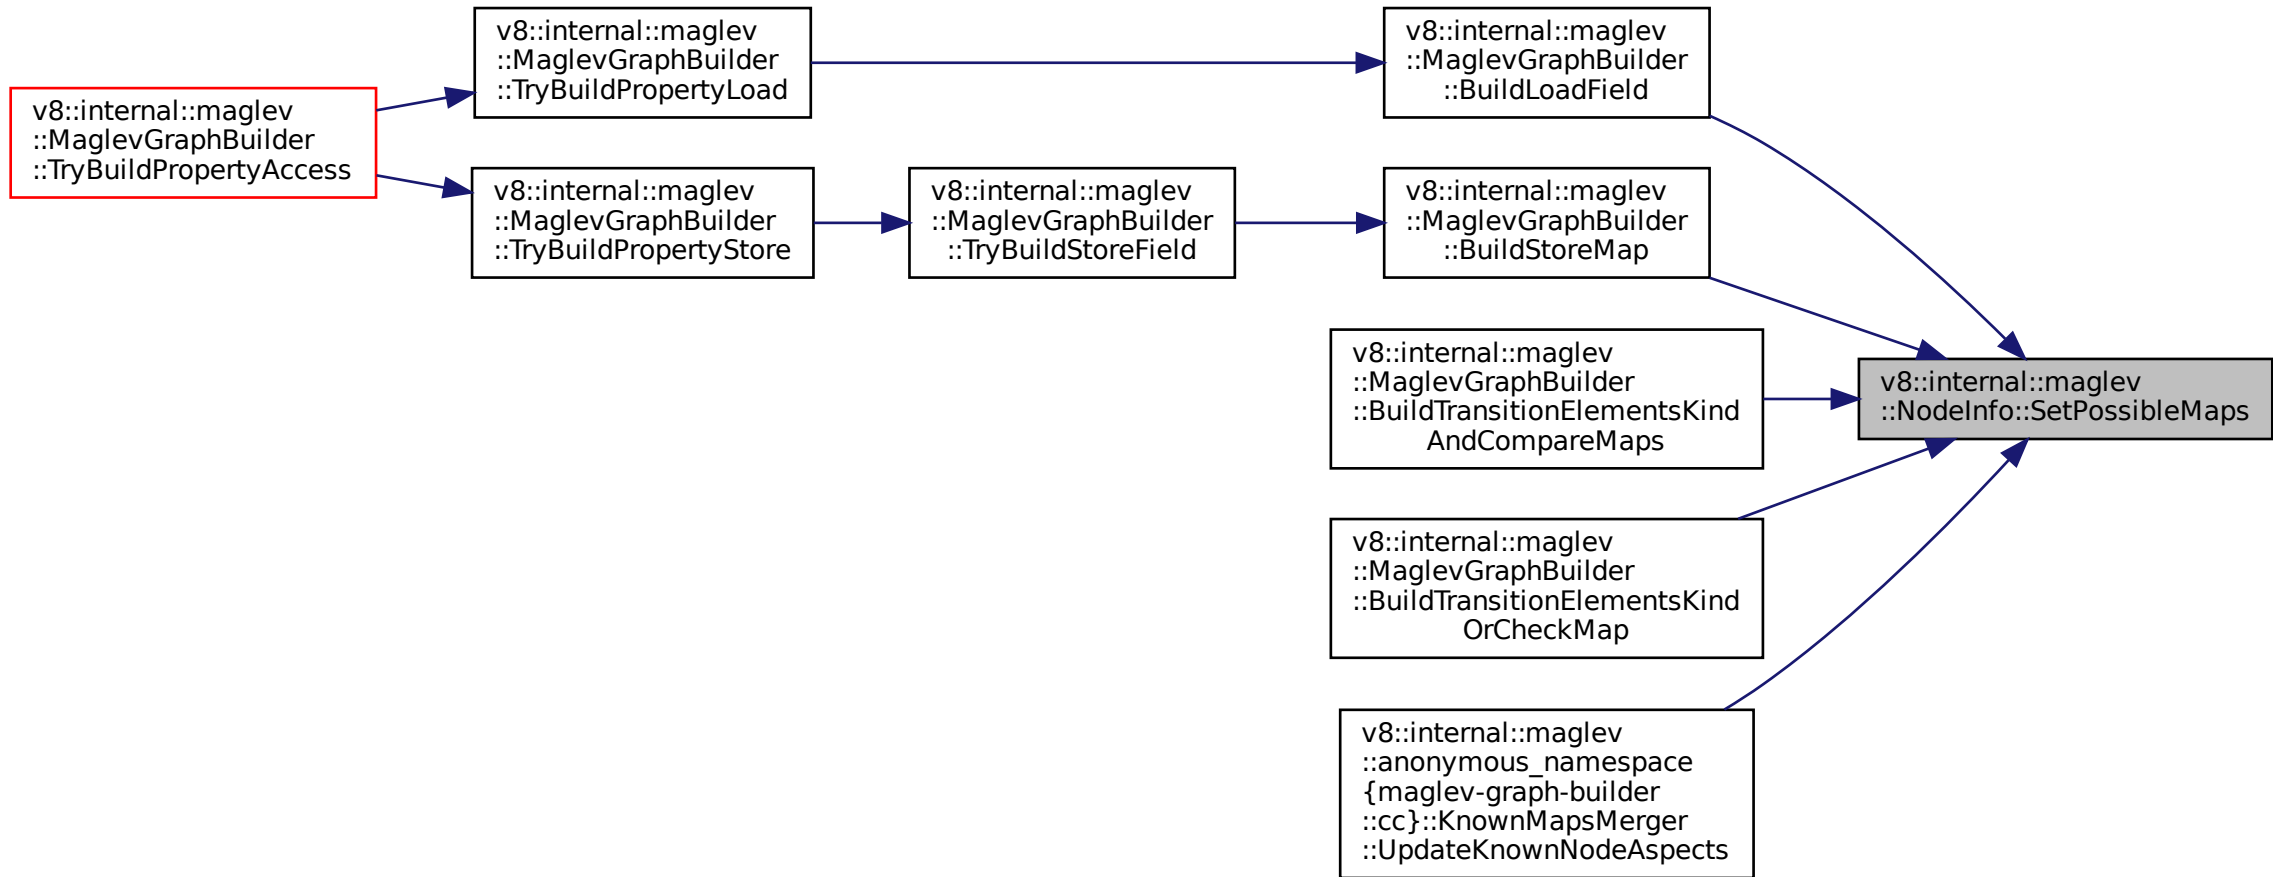 v8::internal::maglev
::MaglevGraphBuilder
::TryBuildPropertyAccess
v8::internal::maglev
::MaglevGraphBuilder
::TryBuildPropertyLoad
v8::internal::maglev
::MaglevGraphBuilder
::BuildLoadField
v8::internal::maglev
::MaglevGraphBuilder
::TryBuildPropertyStore
v8::internal::maglev
::MaglevGraphBuilder
::TryBuildStoreField
v8::internal::maglev
::MaglevGraphBuilder
::BuildStoreMap
v8::internal::maglev
::MaglevGraphBuilder
::BuildTransitionElementsKind
AndCompareMaps
v8::internal::maglev
::NodeInfo::SetPossibleMaps
v8::internal::maglev
::MaglevGraphBuilder
::BuildTransitionElementsKind
OrCheckMap
v8::internal::maglev
::anonymous_namespace
{maglev-graph-builder
::cc}::KnownMapsMerger
::UpdateKnownNodeAspects